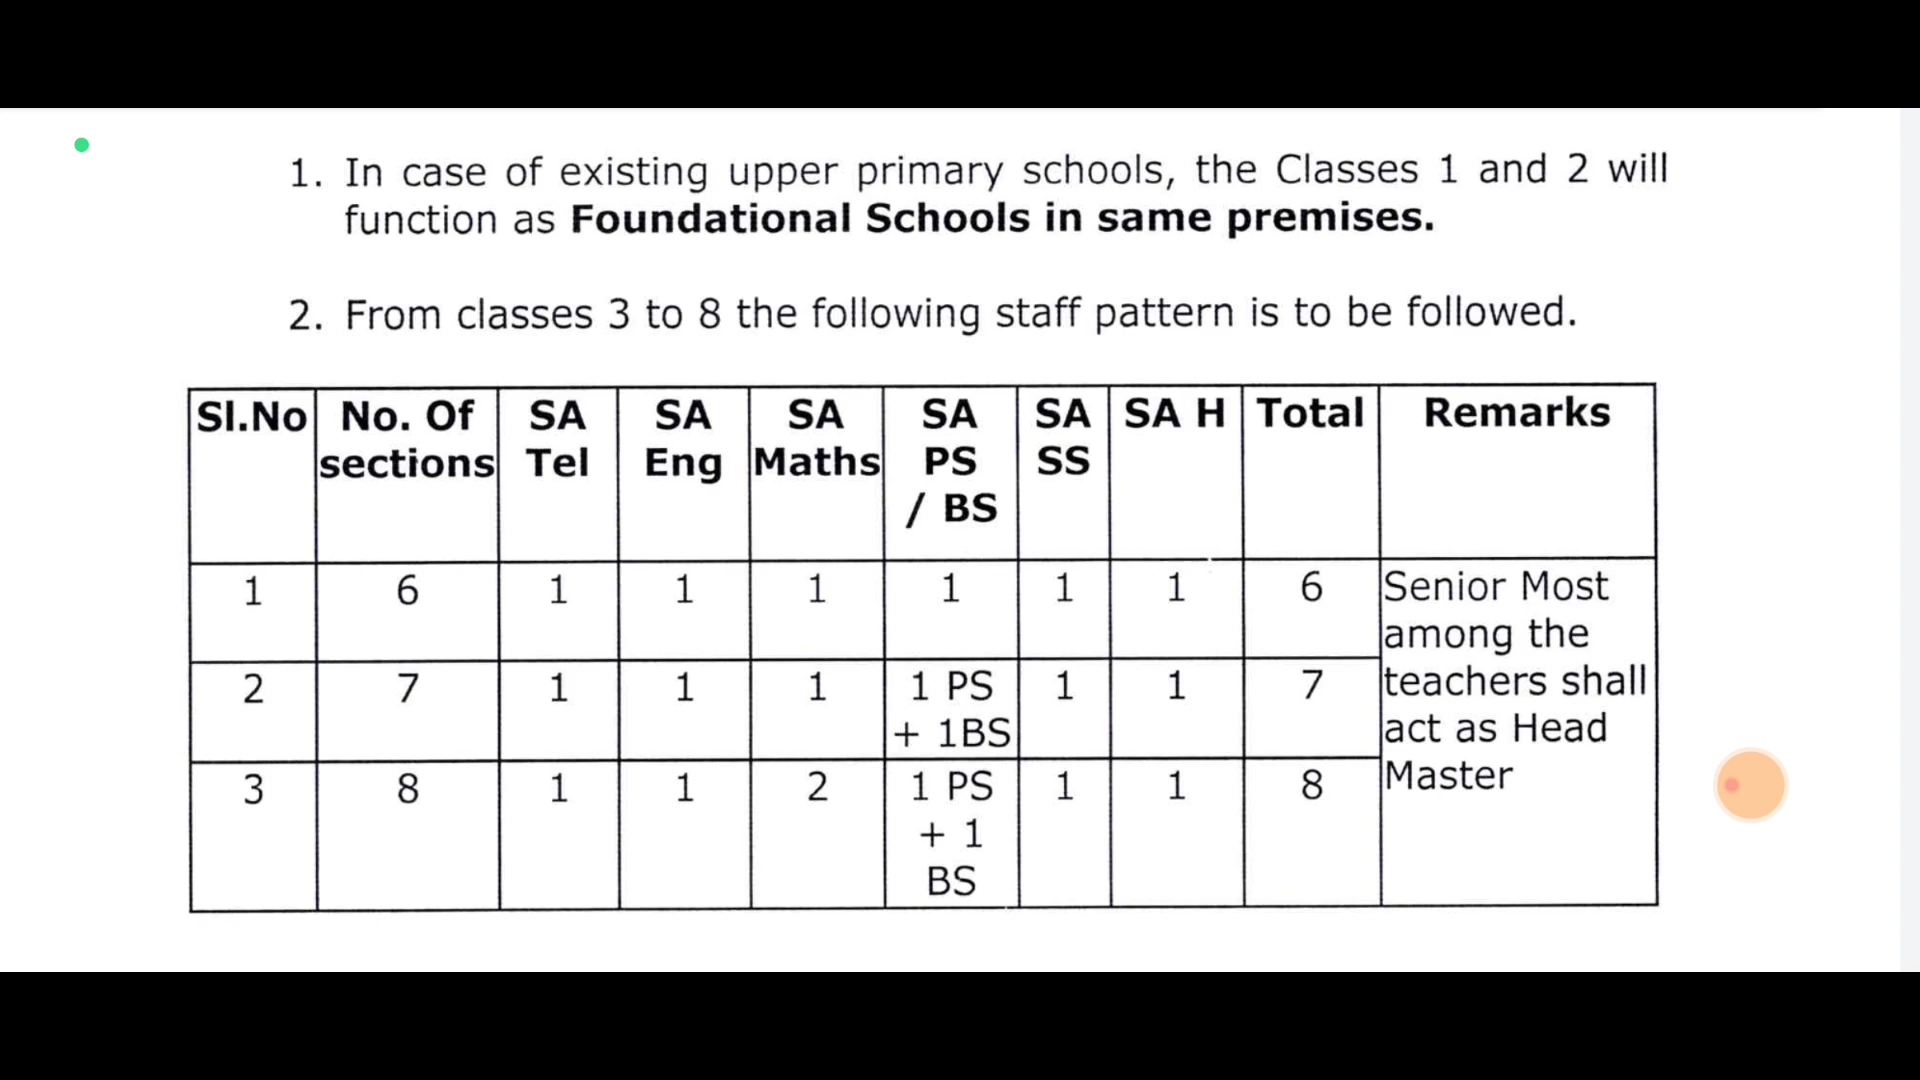 1. In case of existing upper primary schools, the Classes 1 and 2 will
function as Foundational Schools in same premises.
2. From classes 3 to 8 the following staff pattern is to be followed.
Sl.No No. Of sections SA Tel SA Eng SA Maths SA PS / BS SA SS SA H Total Remarks
1 6 1 1 1 1 1 1 6 Senior Most among the teachers shall act as Head Master
2 7 1 1 1 1 PS + 1BS 1 1 7
3 8 1 1 2 1 PS + 1 BS 1 1 8